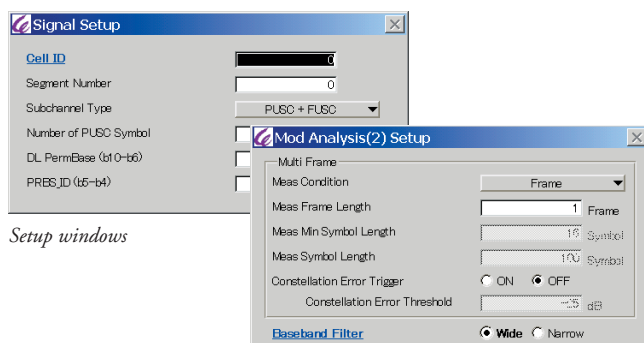 Signal Setup
Cell ID 0
Segment Number 0
Subchannel Type PUSC + FUSC
Number of PUSC Symbol
DL PermBase (b10-b6)
PRBS_ID (b5-b4)
Setup windows
Mod Analysis(2) Setup
Multi Frame
Meas Condition Frame
Meas Frame Length 1 Frame
Meas Min Symbol Length 16 Symbol
Meas Symbol Length 100 Symbol
Constellation Error Trigger ON OFF
Constellation Error Threshold -25 dB
Baseband Filter Wide Narrow